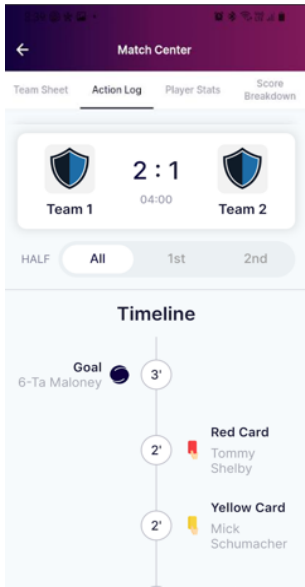 Match Center
Team Sheet Action Log Player Stats Score
Breakdown
2 : 1
04:00
Team 1 Team 2
HALF All 1st 2nd
Timeline
Goal
6-Ta Maloney 3'
Red Card
2' Tommy
Shelby
Yellow Card
2' Mick
Schumacher